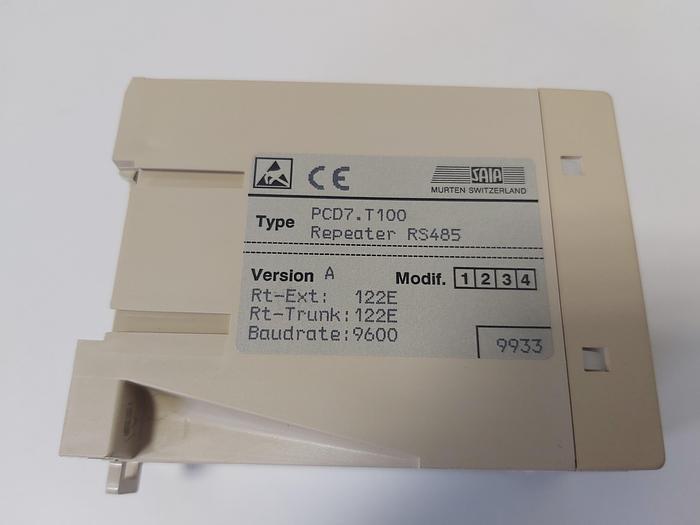 CE
SAIA
MURTEN SWITZERLAND
Type PCD7.T100
Repeater RS485
Version A Modif. 1 2 3 4
Rt-Ext: 122E
Rt-Trunk:122E
Baudrate:9600
9933